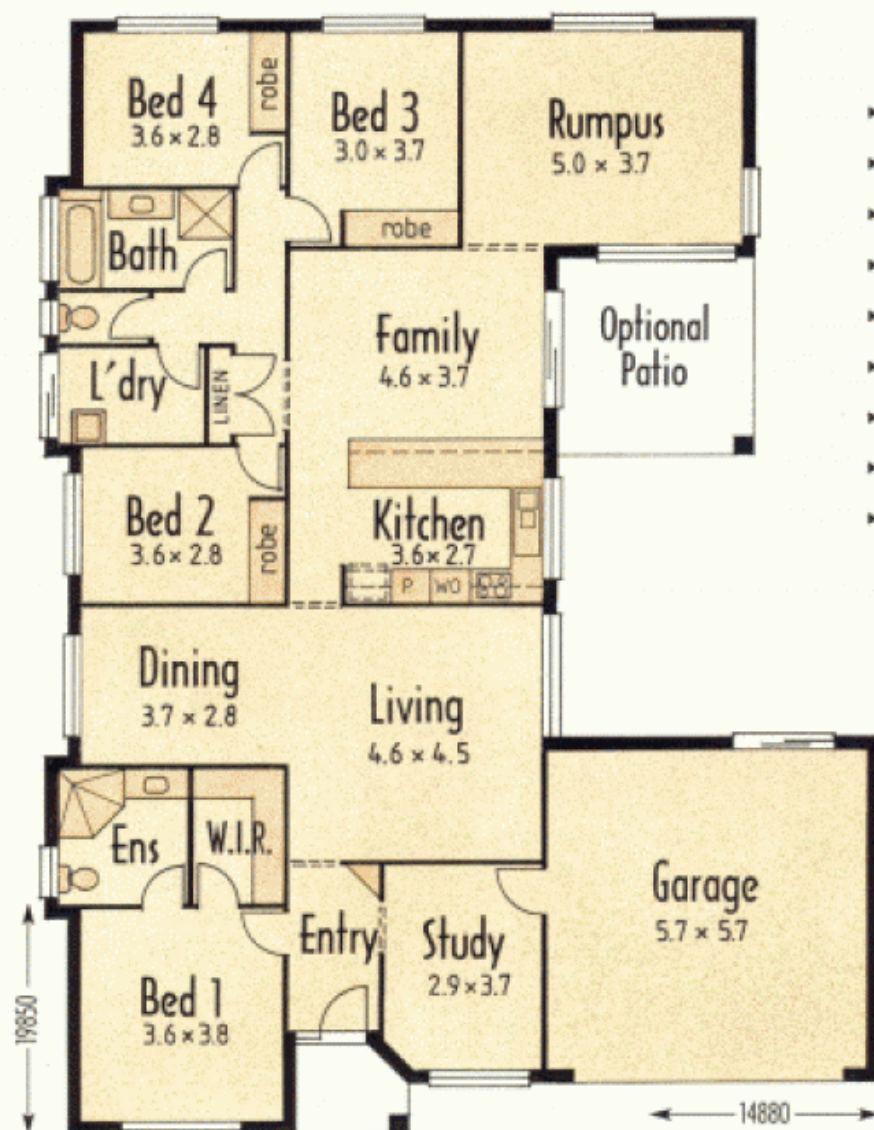 Bed 4
3.6 x 2.8
robe
Bed 3
3.0 x 3.7
robe
Rumpus
5.0 x 3.7
Bath
Family
4.6 x 3.7
Optional
Patio
L'dry
LINEN
Bed 2
3.6 x 2.8
robe
Kitchen
3.6 x 2.7
P
WO
Dining
3.7 x 2.8
Living
4.6 x 4.5
Ens
W.I.R.
Entry
Study
2.9 x 3.7
Garage
5.7 x 5.7
Bed 1
3.6 x 3.8
19850
14880